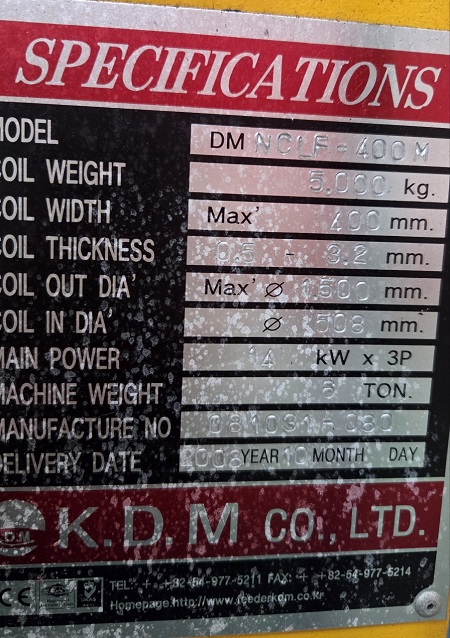 SPECIFICATIONS
MODEL DM NCLF-400M
COIL WEIGHT 5,000 kg.
COIL WIDTH Max' 400 mm.
COIL THICKNESS 0.5 - 3.2 mm.
COIL OUT DIA' Max' Ø 1,500 mm.
COIL IN DIA' Ø 508 mm.
MAIN POWER 14 kW x 3P
MACHINE WEIGHT TON.
MANUFACTURE NO
DELIVERY DATE 2008 YEAR 10 MONTH DAY
K.D.M CO., LTD.
TEL: + +82-54-977-5211 FAX: + +82-54-977-5214
Homepage.http://www.feederkdm.co.kr
CE